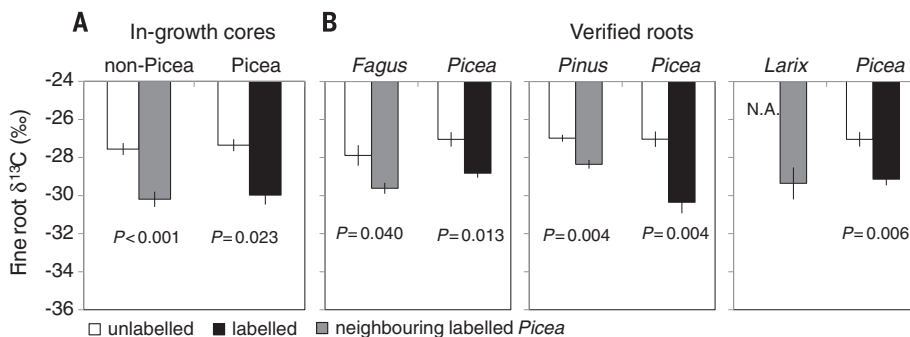 A
In-growth cores
B
Verified roots
non-Picea Picea
Fagus Picea
Pinus Picea
Larix Picea
Fine root δ13C (‰)
-24
-26
-28
-30
-32
-34
-36
N.A.
P<0.001 P=0.023
P=0.040 P=0.013
P=0.004 P=0.004
P=0.006
unlabelled labelled neighbouring labelled Picea